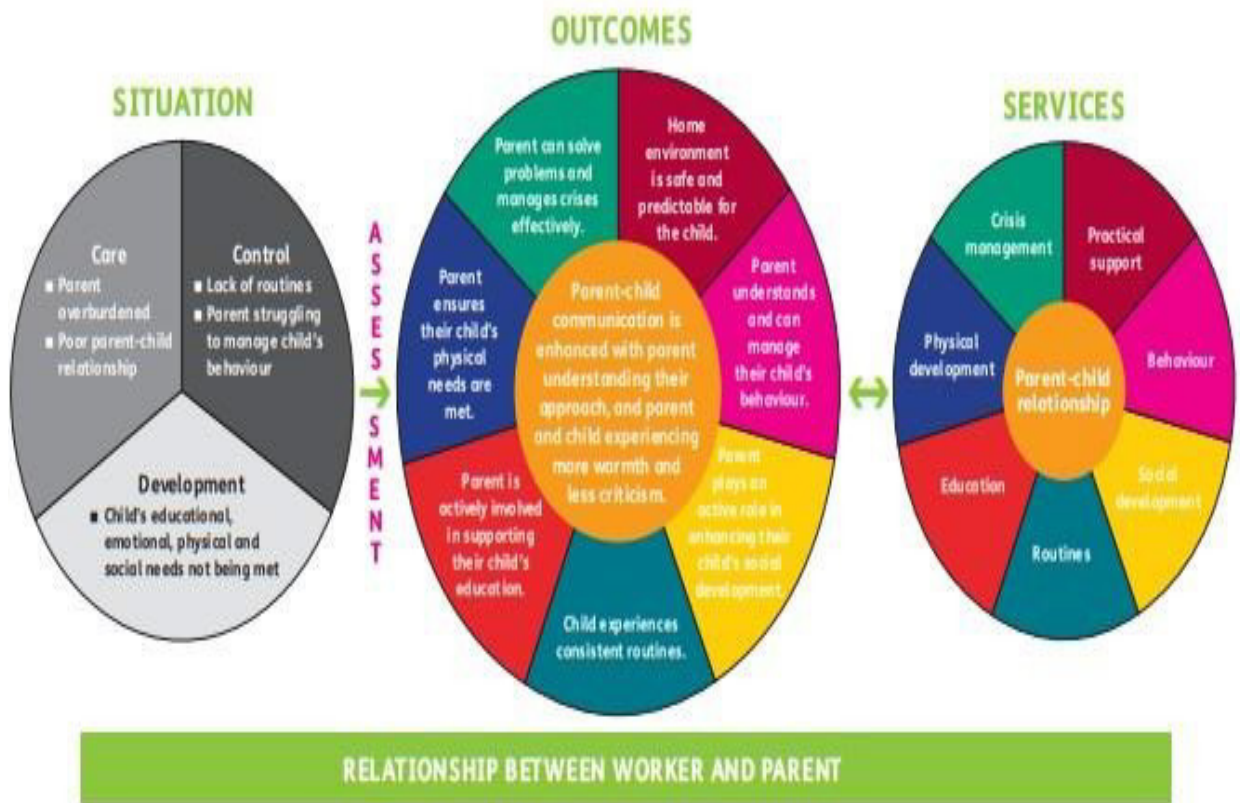 OUTCOMES
SITUATION
SERVICES
Care
■ Parent
overburdened
■ Poor parent-child
relationship
Control
■ Lack of routines
■ Parent struggling
to manage child's
behaviour
Development
■ Child's educational,
emotional, physical and
social needs not being met
ASSESSMENT
Parent can solve
problems and
manages crises
effectively.
Home
environment
is safe and
predictable for
the child.
Parent
understands
and can
manage
their child's
behaviour.
Parent
plays an
active role in
enhancing their
child's social
development.
Child experiences
consistent routines.
Parent is
actively involved
in supporting
their child's
education.
Parent
ensures
their child's
physical
needs are
met.
Parent-child
communication is
enhanced with parent
understanding their
approach, and parent
and child experiencing
more warmth and
less criticism.
Crisis
management
Practical
support
Behaviour
Social
development
Routines
Education
Physical
development
Parent-child
relationship
RELATIONSHIP BETWEEN WORKER AND PARENT